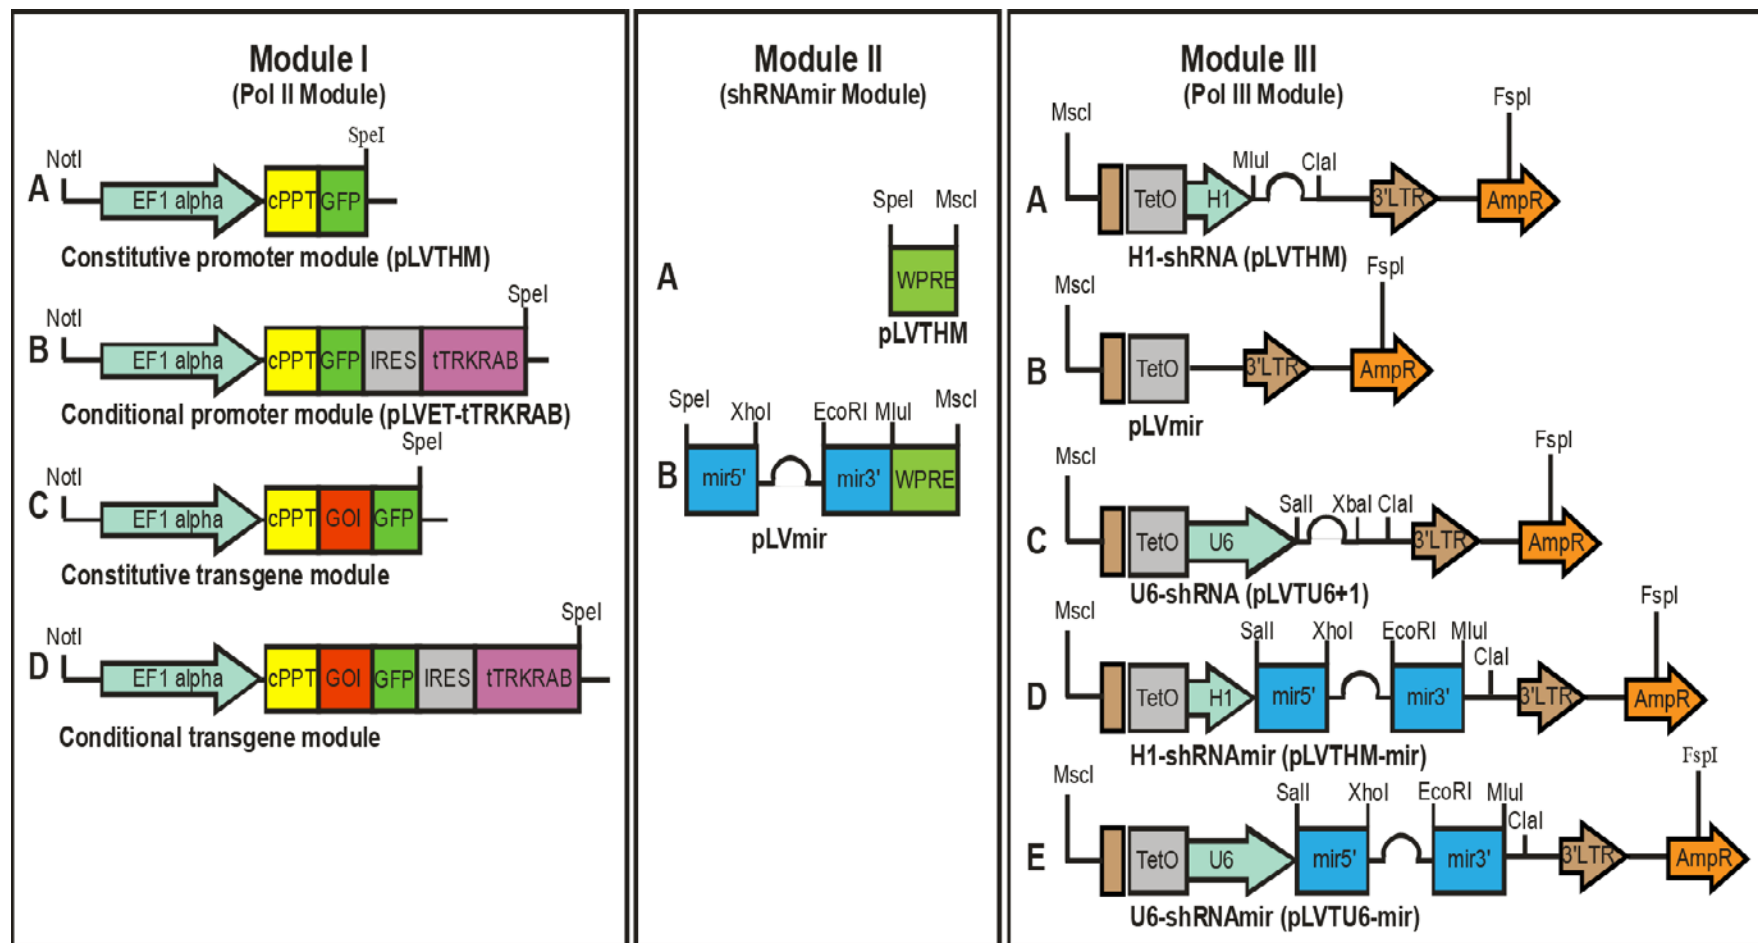 Module I
(Pol II Module)
NotI
SpeI
A
EF1 alpha
cPPT
GFP
Constitutive promoter module (pLVTHM)
NotI
SpeI
B
EF1 alpha
cPPT
GFP
IRES
tTRKRAB
Conditional promoter module (pLVET-tTRKRAB)
NotI
SpeI
C
EF1 alpha
cPPT
GOI
GFP
Constitutive transgene module
NotI
SpeI
D
EF1 alpha
cPPT
GOI
GFP
IRES
tTRKRAB
Conditional transgene module
Module II
(shRNAmir Module)
A
SpeI
MscI
WPRE
pLVTHM
SpeI
XhoI
EcoRI
MluI
MscI
B
mir5'
mir3'
WPRE
pLVmir
Module III
(Pol III Module)
MscI
MluI
ClaI
FspI
A
TetO
H1
3'LTR
AmpR
H1-shRNA (pLVTHM)
MscI
FspI
B
TetO
3'LTR
AmpR
pLVmir
MscI
SalI
XbaI
ClaI
FspI
C
TetO
U6
3'LTR
AmpR
U6-shRNA (pLVTU6+1)
MscI
SalI
XhoI
EcoRI
MluI
ClaI
FspI
D
TetO
H1
mir5'
mir3'
3'LTR
AmpR
H1-shRNAmir (pLVTHM-mir)
MscI
SalI
XhoI
EcoRI
MluI
ClaI
FspI
E
TetO
U6
mir5'
mir3'
3'LTR
AmpR
U6-shRNAmir (pLVTU6-mir)